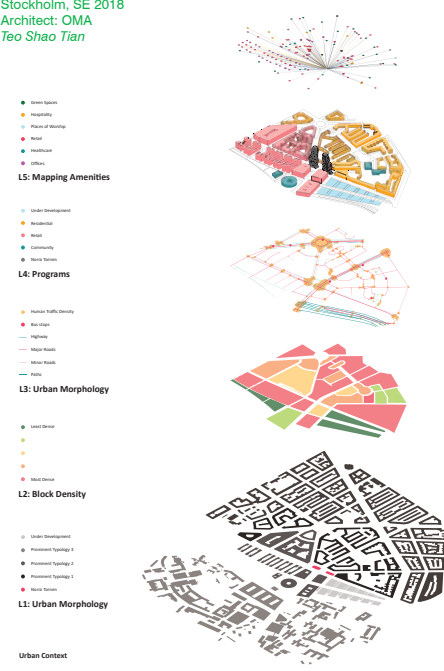 Stockholm, SE 2018
Architect: OMA
Teo Shao Tian
Green Spaces
Hospitality
Places of Worship
Retail
Healthcare
Offices
L5: Mapping Amenities
Under Development
Residential
Retail
Community
Norra Tornen
L4: Programs
Human Traffic Density
Bus stops
Highway
Major Roads
Minor Roads
Paths
L3: Urban Morphology
Least Dense
Most Dense
L2: Block Density
Under Development
Prominent Typology 3
Prominent Typology 2
Prominent Typology 1
Norra Tornen
L1: Urban Morphology
Urban Context